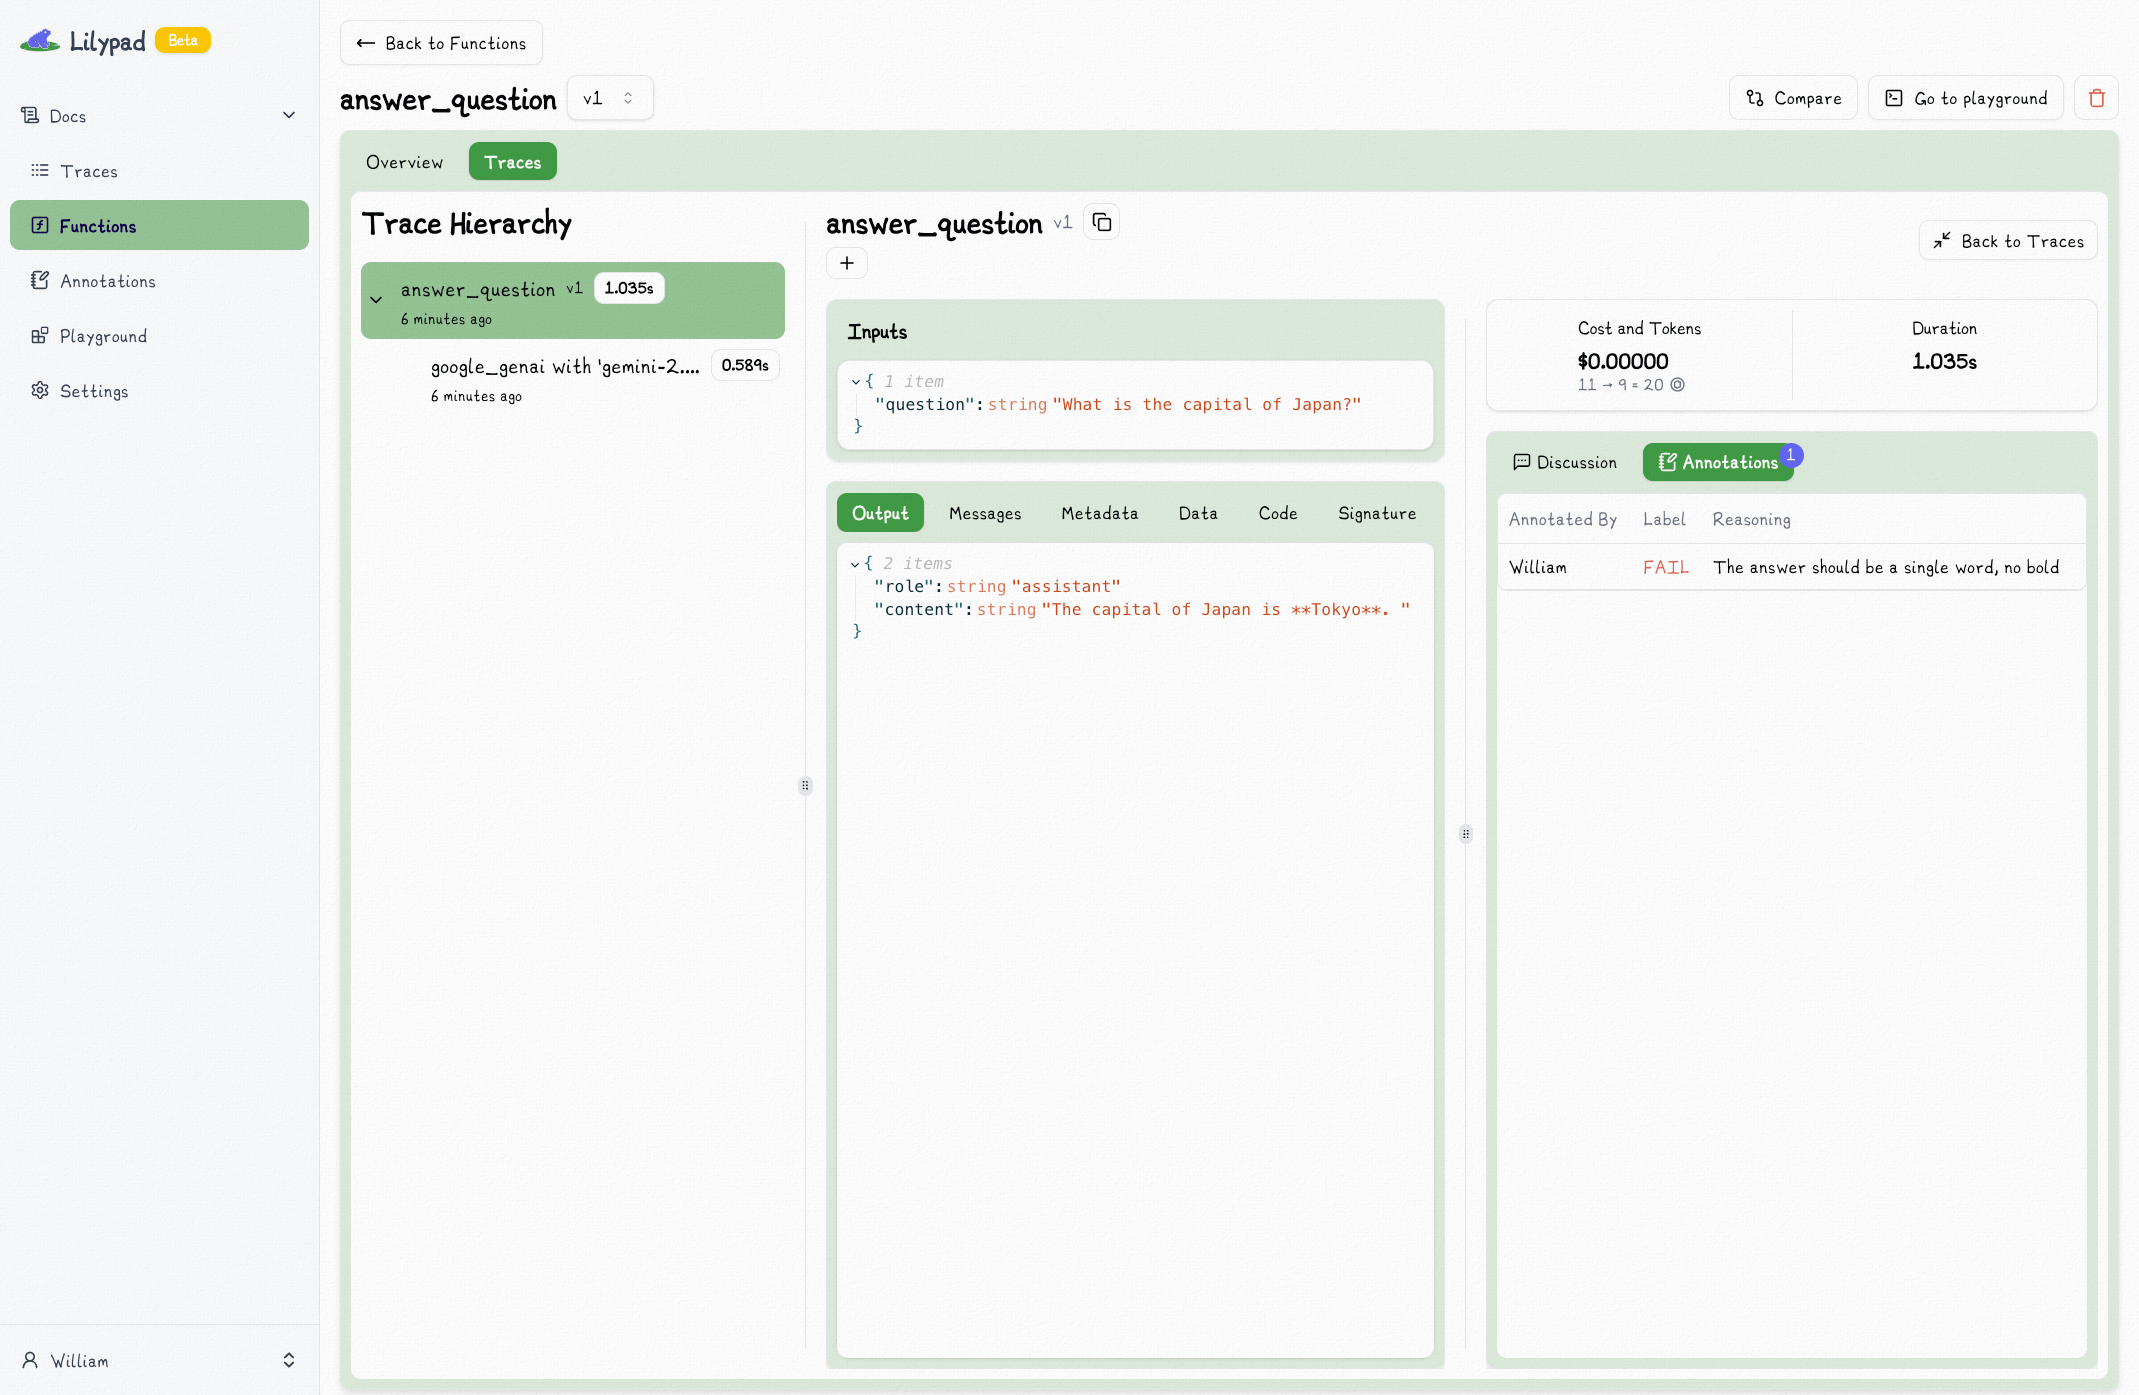 Lilypad Beta
Docs
Traces
Functions
Annotations
Playground
Settings
William
← Back to Functions
answer_question v1
Compare
Go to playground
Overview
Traces
Trace Hierarchy
answer_question v1 1.035s
6 minutes ago
google_genai with 'gemini-2.... 0.589s
6 minutes ago
answer_question v1
+
Back to Traces
Inputs
{ 1 item
"question": string "What is the capital of Japan?"
}
Output Messages Metadata Data Code Signature
{ 2 items
"role": string "assistant"
"content": string "The capital of Japan is **Tokyo**. "
}
Cost and Tokens
$0.00000
11 → 9 = 20
Duration
1.035s
Discussion
Annotations 1
Annotated By Label Reasoning
William FAIL The answer should be a single word, no bold